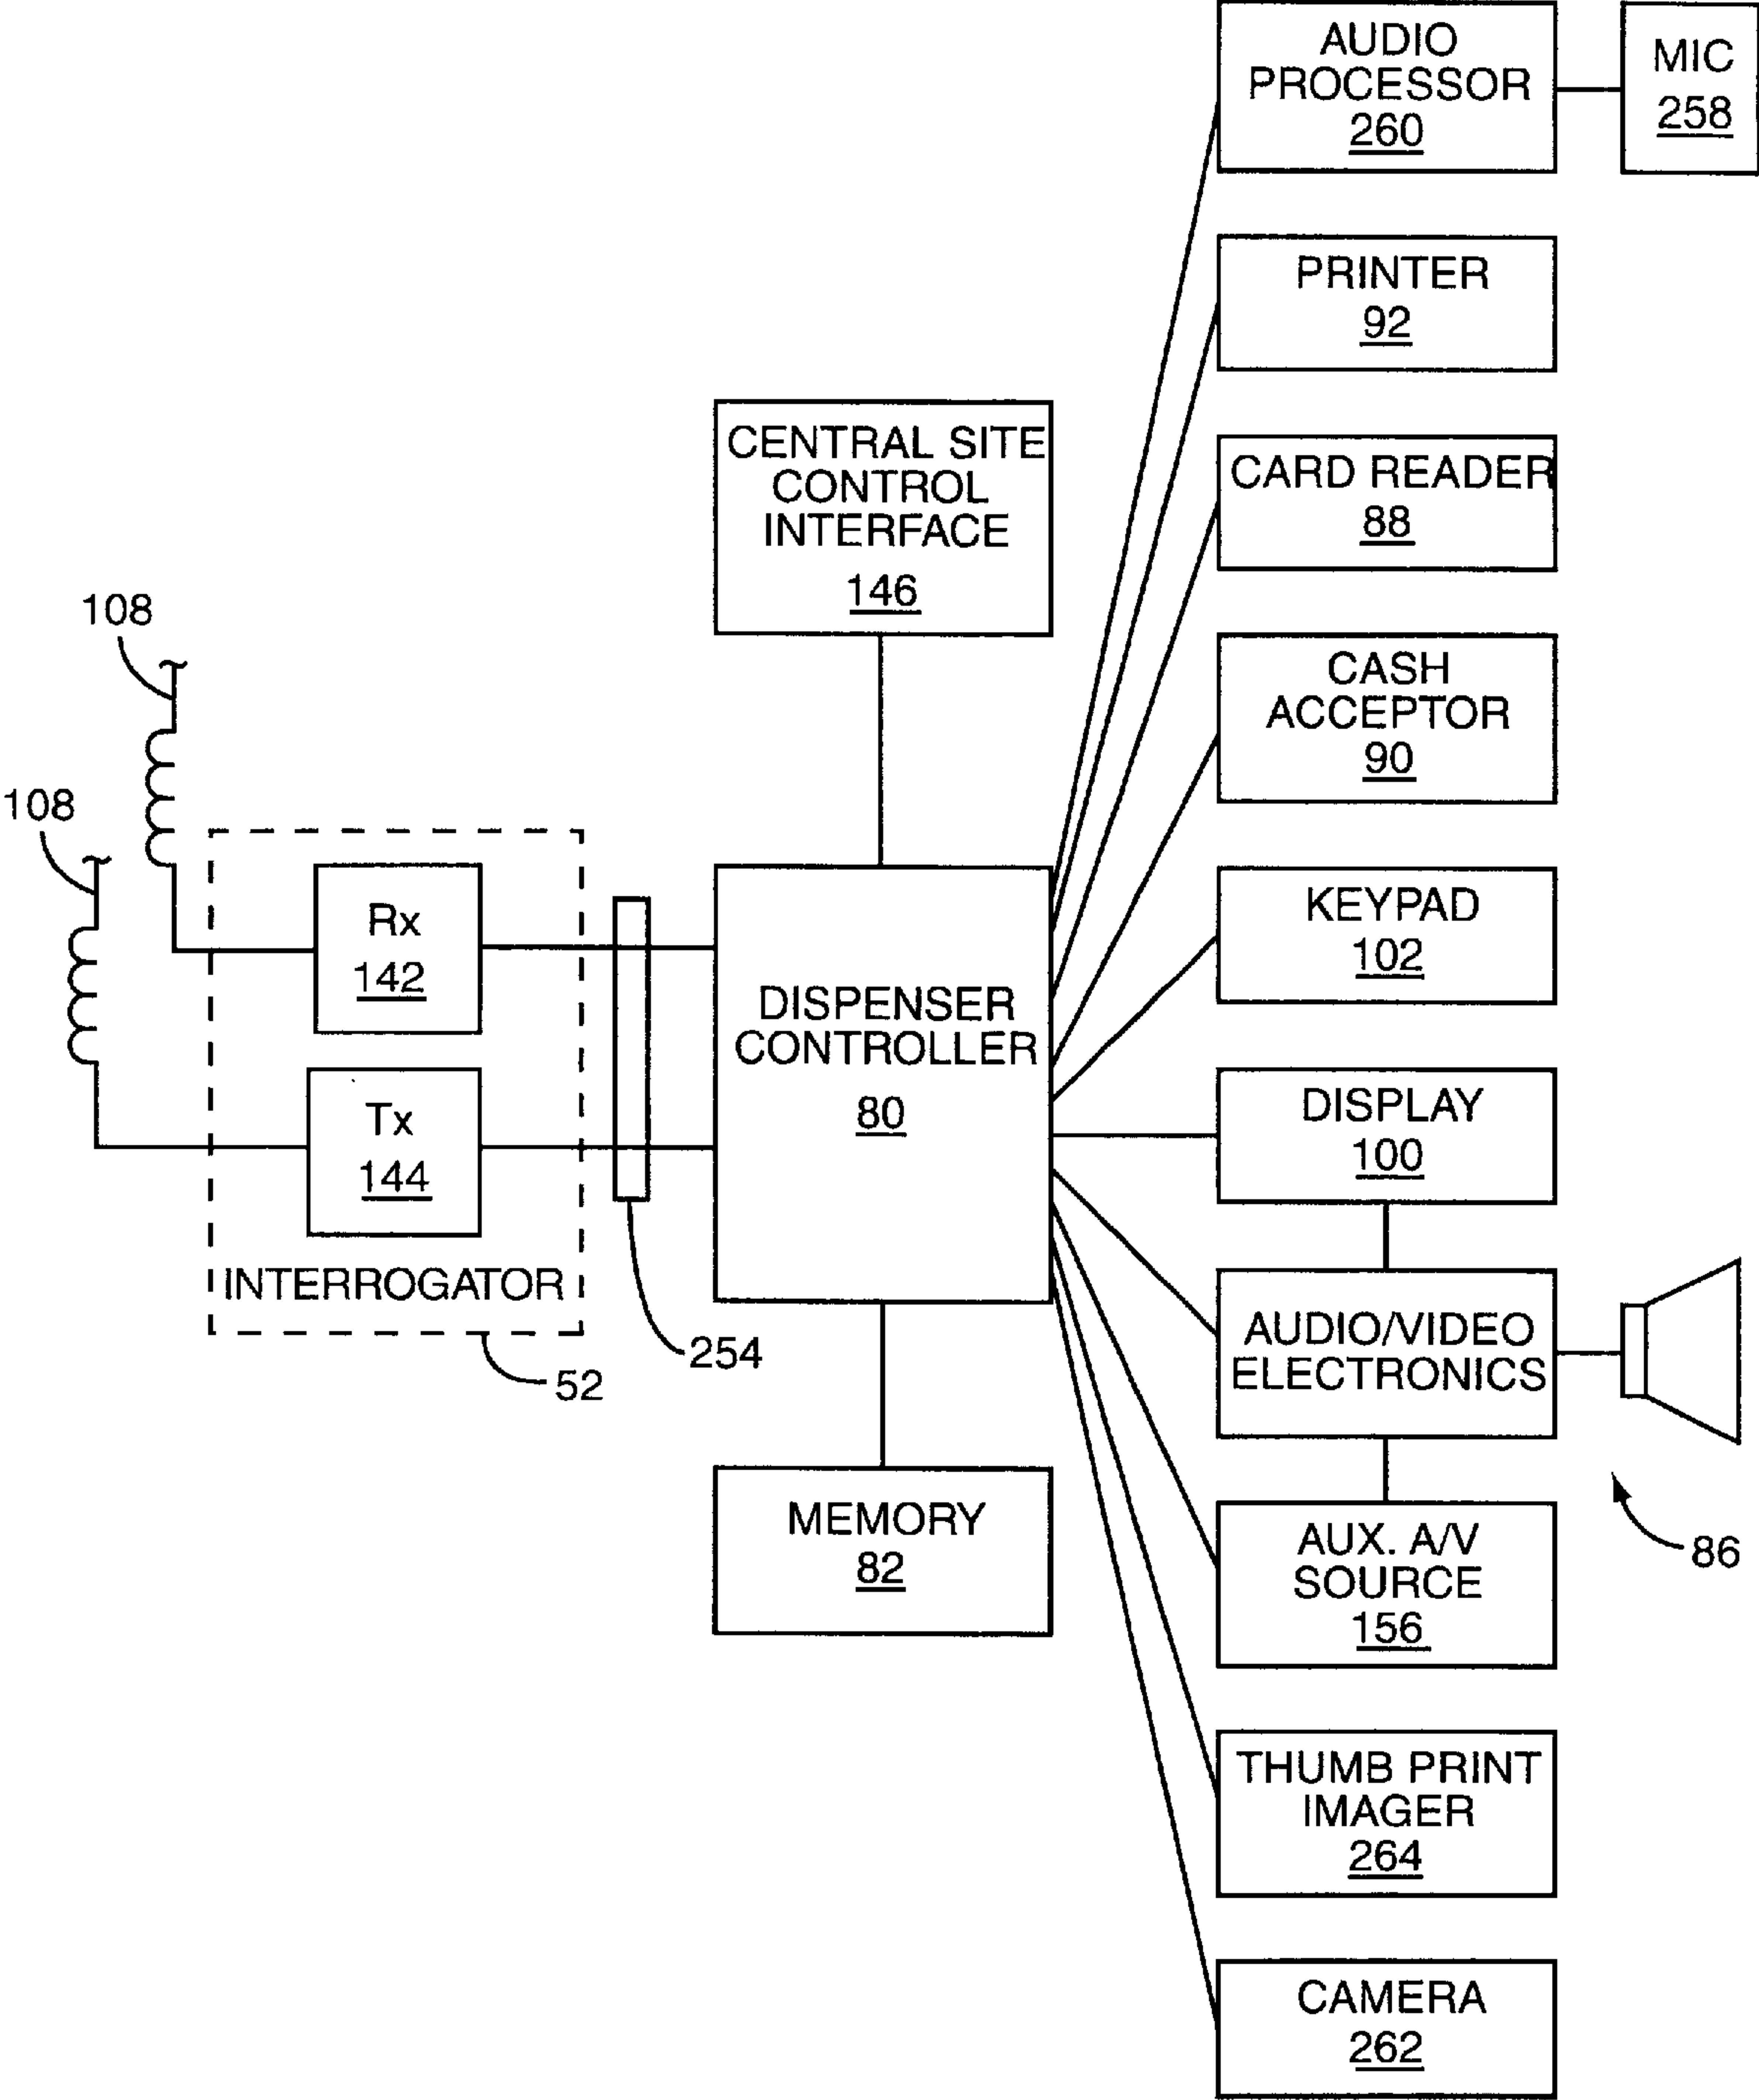 AUDIO
PROCESSOR
260
MIC
258
PRINTER
92
CENTRAL SITE
CONTROL
INTERFACE
146
CARD READER
88
CASH
ACCEPTOR
90
108
108
Rx
142
Tx
144
INTERROGATOR
52
254
DISPENSER
CONTROLLER
80
KEYPAD
102
DISPLAY
100
AUDIO/VIDEO
ELECTRONICS
86
MEMORY
82
AUX. A/V
SOURCE
156
THUMB PRINT
IMAGER
264
CAMERA
262